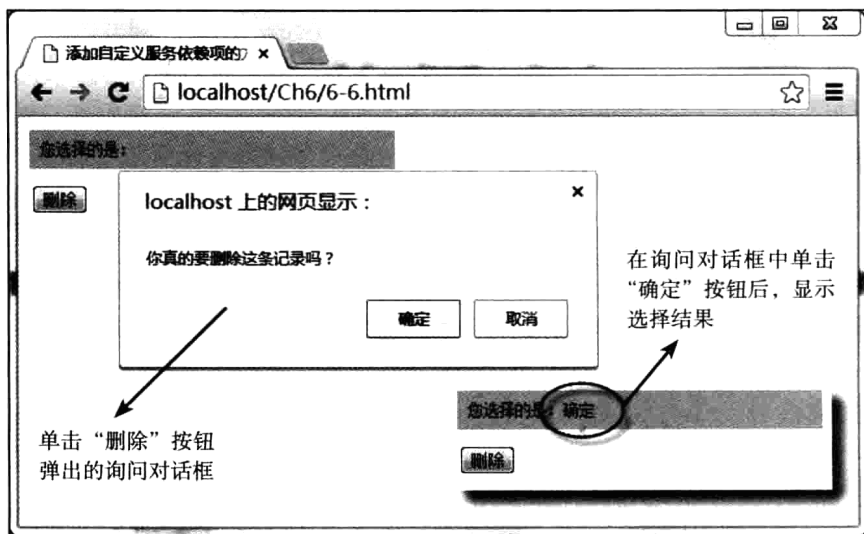 添加自定义服务依赖项的
localhost/Ch6/6-6.html
您选择的是：
删除
localhost 上的网页显示：
你真的要删除这条记录吗？
确定
取消
在询问对话框中单击
“确定”按钮后，显示
选择结果
单击“删除”按钮
弹出的询问对话框
您选择的是：确定
删除